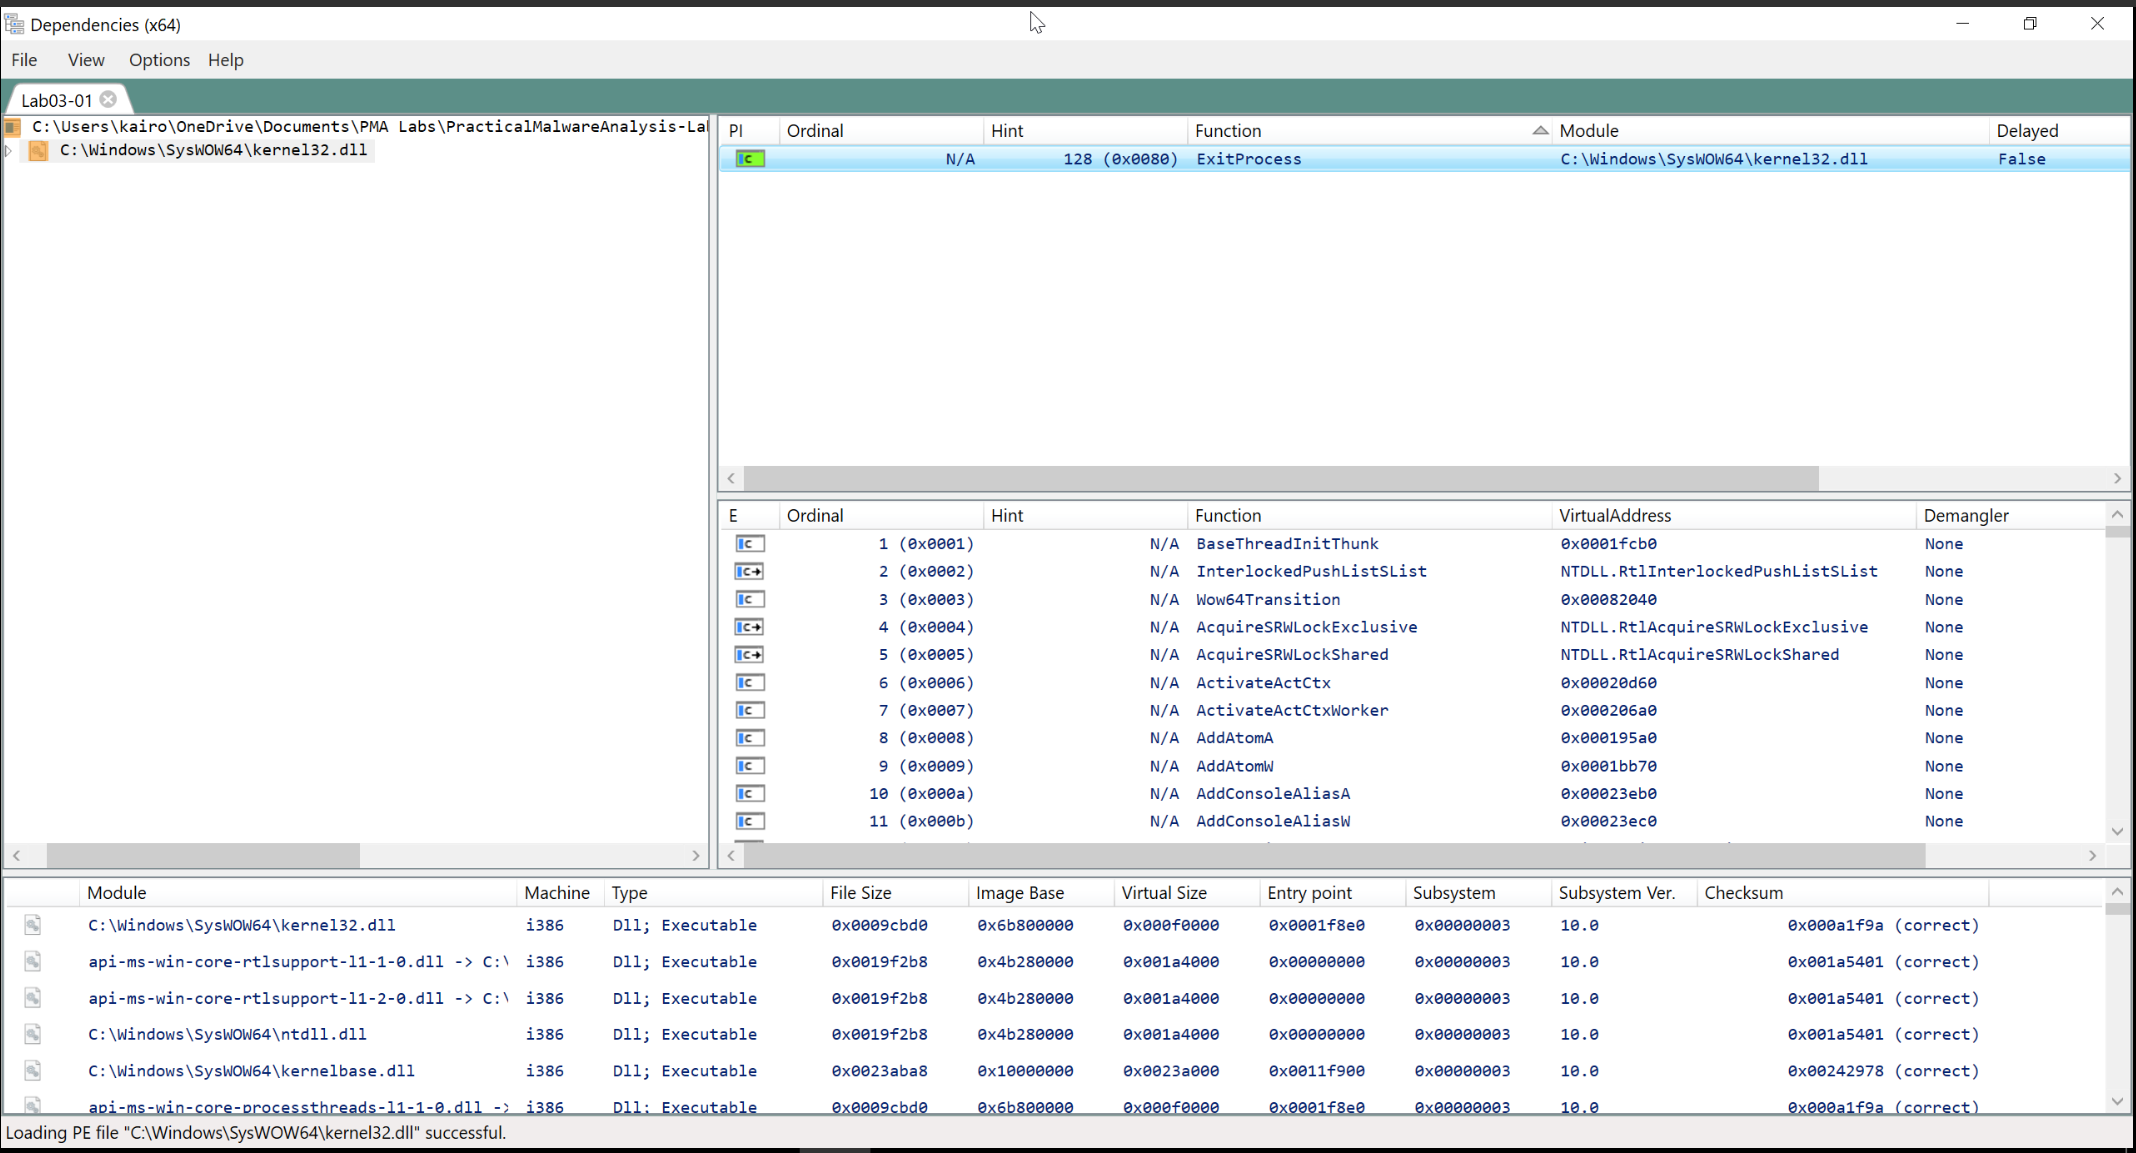 Dependencies (x64)
File View Options Help
Lab03-01
C:\Users\kairo\OneDrive\Documents\PMA Labs\PracticalMalwareAnalysis-La
C:\Windows\SysWOW64\kernel32.dll
PI Ordinal Hint Function Module Delayed
C N/A 128 (0x0080) ExitProcess C:\Windows\SysWOW64\kernel32.dll False
E Ordinal Hint Function VirtualAddress Demangler
C 1 (0x0001) N/A BaseThreadInitThunk 0x0001fcb0 None
C 2 (0x0002) N/A InterlockedPushListSList NTDLL.RtlInterlockedPushListSList None
C 3 (0x0003) N/A Wow64Transition 0x00082040 None
C 4 (0x0004) N/A AcquireSRWLockExclusive NTDLL.RtlAcquireSRWLockExclusive None
C 5 (0x0005) N/A AcquireSRWLockShared NTDLL.RtlAcquireSRWLockShared None
C 6 (0x0006) N/A ActivateActCtx 0x00020d60 None
C 7 (0x0007) N/A ActivateActCtxWorker 0x000206a0 None
C 8 (0x0008) N/A AddAtomA 0x000195a0 None
C 9 (0x0009) N/A AddAtomW 0x0001bb70 None
C 10 (0x000a) N/A AddConsoleAliasA 0x00023eb0 None
C 11 (0x000b) N/A AddConsoleAliasW 0x00023ec0 None
Module Machine Type File Size Image Base Virtual Size Entry point Subsystem Subsystem Ver. Checksum
C:\Windows\SysWOW64\kernel32.dll i386 Dll; Executable 0x0009cbd0 0x6b800000 0x000f0000 0x0001f8e0 0x00000003 10.0 0x000a1f9a (correct)
api-ms-win-core-rtlsupport-l1-1-0.dll -> C:\ i386 Dll; Executable 0x0019f2b8 0x4b280000 0x001a4000 0x00000000 0x00000003 10.0 0x001a5401 (correct)
api-ms-win-core-rtlsupport-l1-2-0.dll -> C:\ i386 Dll; Executable 0x0019f2b8 0x4b280000 0x001a4000 0x00000000 0x00000003 10.0 0x001a5401 (correct)
C:\Windows\SysWOW64\ntdll.dll i386 Dll; Executable 0x0019f2b8 0x4b280000 0x001a4000 0x00000000 0x00000003 10.0 0x001a5401 (correct)
C:\Windows\SysWOW64\kernelbase.dll i386 Dll; Executable 0x0023aba8 0x10000000 0x0023a000 0x0011f900 0x00000003 10.0 0x00242978 (correct)
api-ms-win-core-processthreads-l1-1-0.dll -> i386 Dll; Executable 0x0009cbd0 0x6b800000 0x000f0000 0x0001f8e0 0x00000003 10.0 0x000a1f9a (correct)
Loading PE file "C:\Windows\SysWOW64\kernel32.dll" successful.